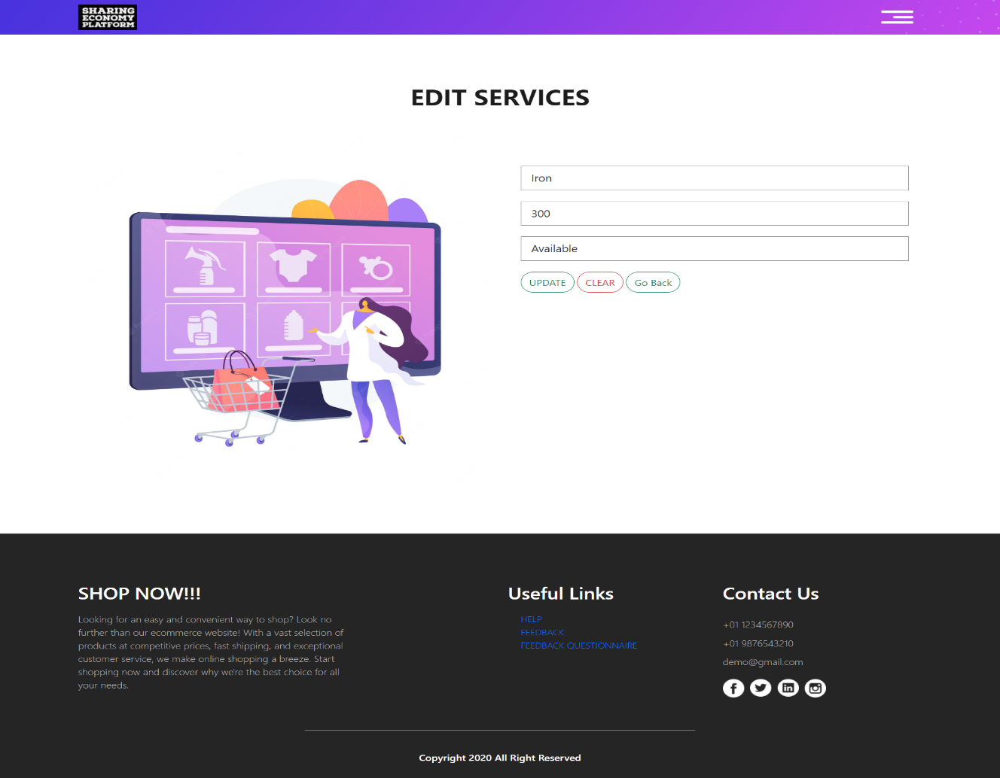 SHARING
ECONOMY
PLATFORM
EDIT SERVICES
Iron
300
Available
UPDATE CLEAR Go Back
SHOP NOW!!!
Looking for an easy and convenient way to shop? Look no
further than our ecommerce website! With a vast selection of
products at competitive prices, fast shipping, and exceptional
customer service, we make online shopping a breeze. Start
shopping now and discover why we're the best choice for all
your needs.
Useful Links
HELP
FEEDBACK
FEEDBACK QUESTIONNAIRE
Contact Us
+01 1234567890
+01 9876543210
demo@gmail.com
Copyright 2020 All Right Reserved